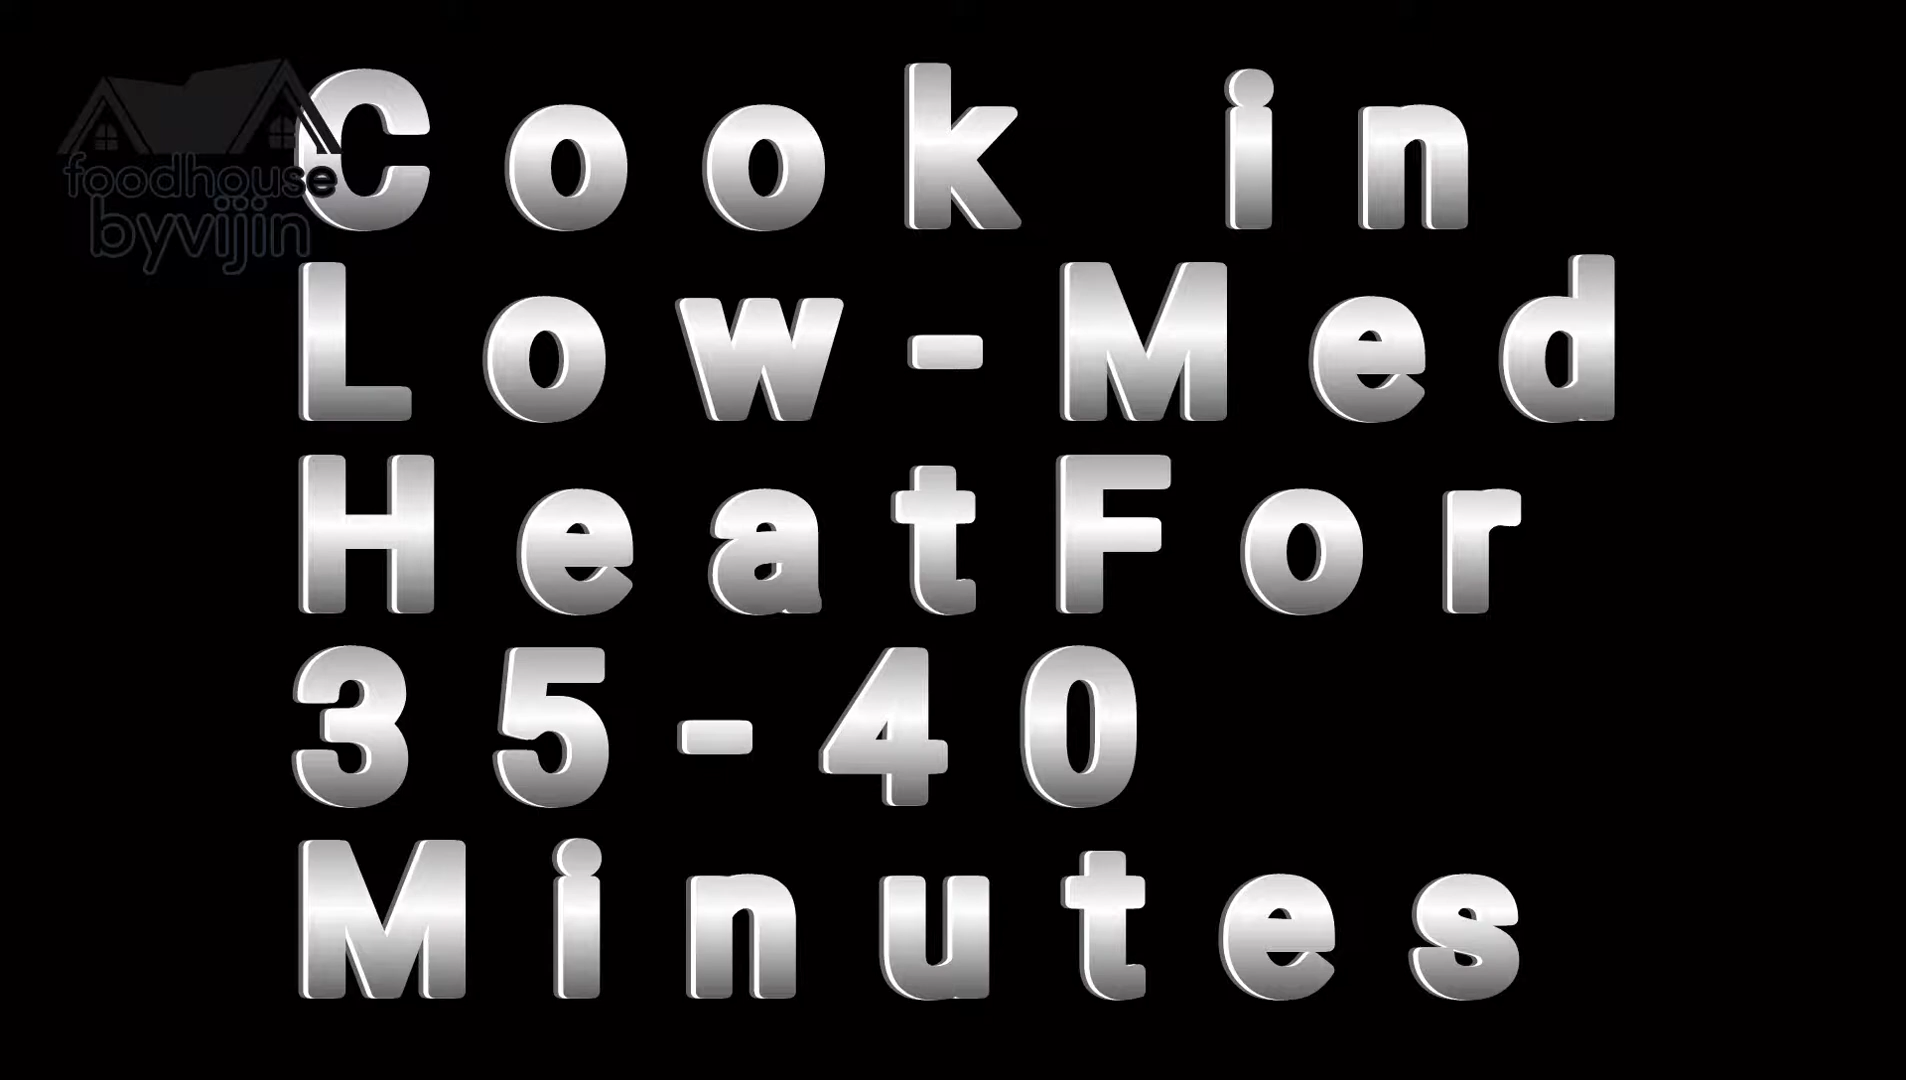 Cook in
Low-Med
HeatFor
35-40
Minutes
foodhouse
byvijin